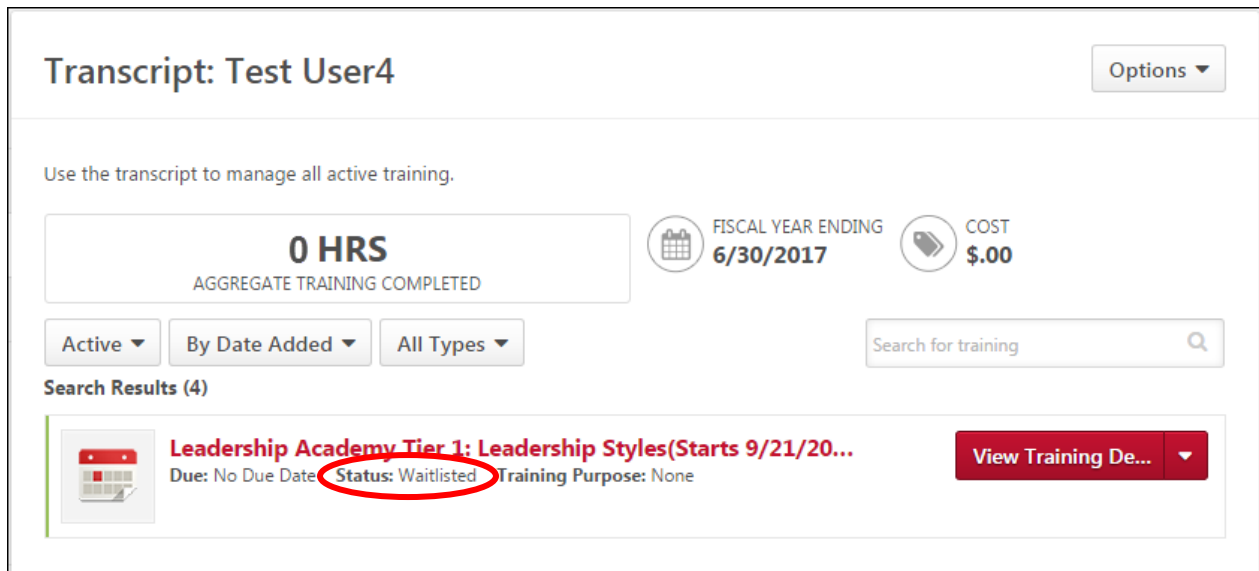 Transcript: Test User4
Options
Use the transcript to manage all active training.
0 HRS
AGGREGATE TRAINING COMPLETED
FISCAL YEAR ENDING
6/30/2017
COST
$.00
Active
By Date Added
All Types
Search for training
Search Results (4)
Leadership Academy Tier 1: Leadership Styles(Starts 9/21/20...
Due: No Due Date Status: Waitlisted Training Purpose: None
View Training De...